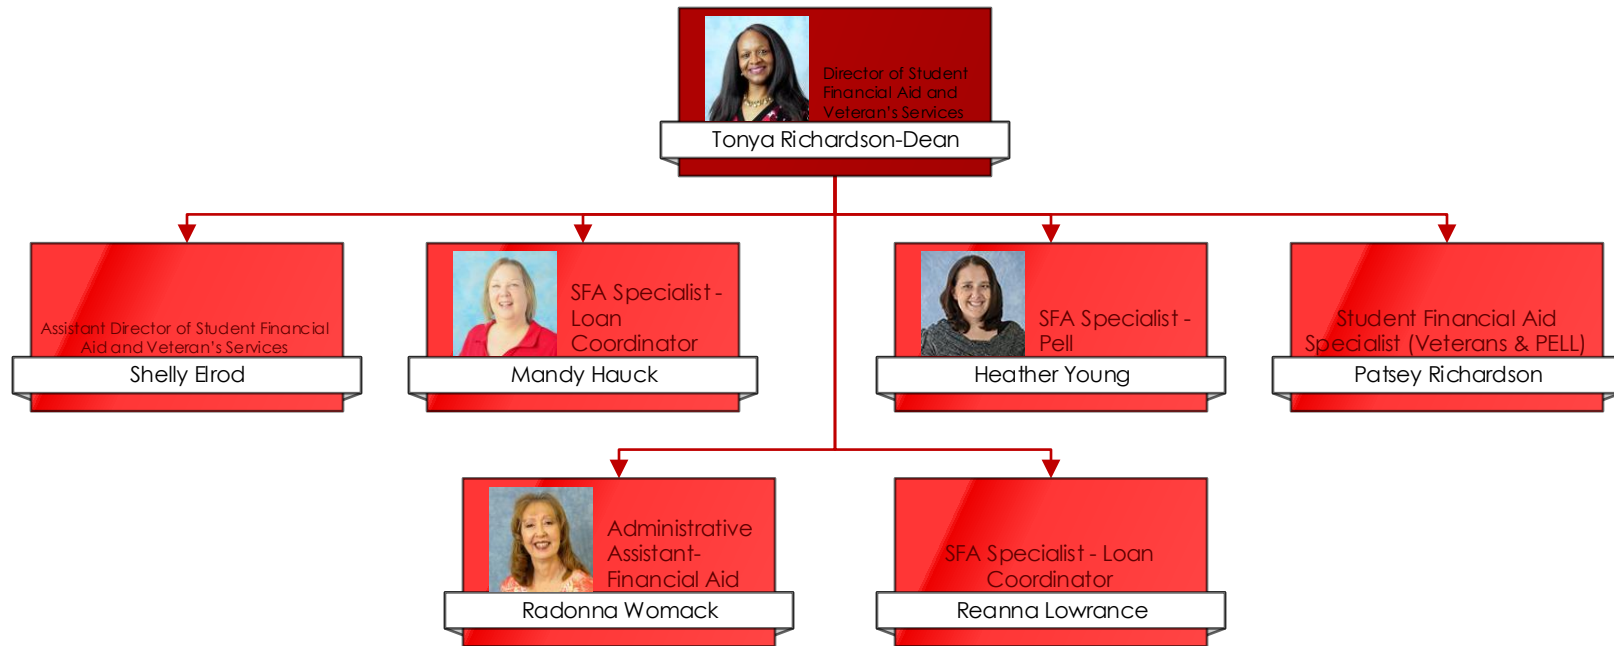 Director of Student
Financial Aid and
Veteran's Services
Tonya Richardson-Dean
Assistant Director of Student Financial
Aid and Veteran's Services
Shelly Elrod
SFA Specialist -
Loan
Coordinator
Mandy Hauck
SFA Specialist -
Pell
Heather Young
Student Financial Aid
Specialist (Veterans & PELL)
Patsey Richardson
Administrative
Assistant-
Financial Aid
Radonna Womack
SFA Specialist - Loan
Coordinator
Reanna Lowrance